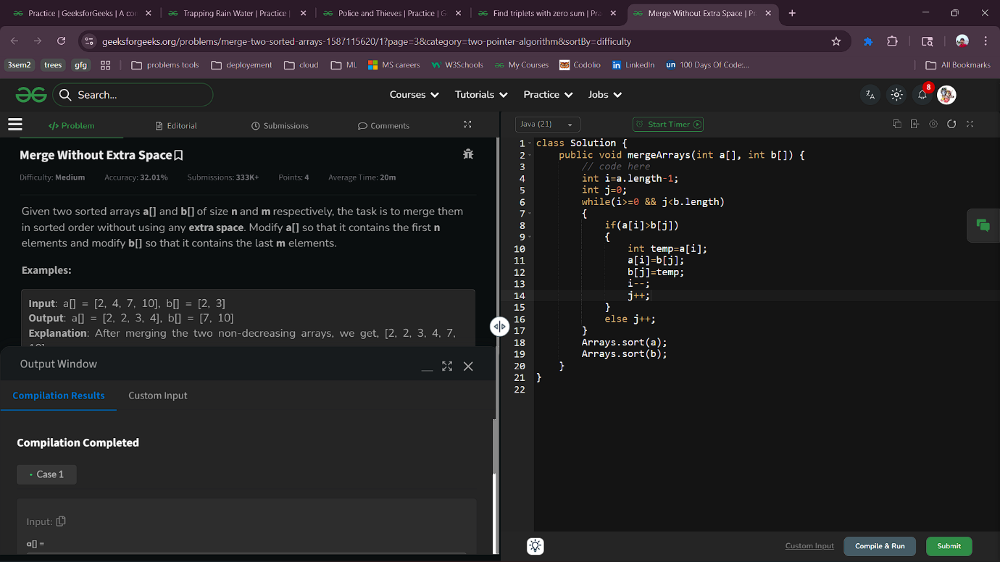 Practice | GeeksforGeeks | A co
Trapping Rain Water | Practice |
Police and Thieves | Practice | G
Find triplets with zero sum | Pra
Merge Without Extra Space | Pr
geeksforgeeks.org/problems/merge-two-sorted-arrays-1587115620/1?page=3&category=two-pointer-algorithm&sortBy=difficulty
3sem2
trees
gfg
problems tools
deployement
cloud
ML
MS careers
W3Schools
My Courses
Codolio
LinkedIn
100 Days Of Code:...
All Bookmarks
Search...
Courses
Tutorials
Practice
Jobs
8
</> Problem
Editorial
Submissions
Comments
Java (21)
Start Timer
Merge Without Extra Space
Difficulty: Medium
Accuracy: 32.01%
Submissions: 333K+
Points: 4
Average Time: 20m
Given two sorted arrays a[] and b[] of size n and m respectively, the task is to merge them
in sorted order without using any extra space. Modify a[] so that it contains the first n
elements and modify b[] so that it contains the last m elements.
Examples:
Input: a[] = [2, 4, 7, 10], b[] = [2, 3]
Output: a[] = [2, 2, 3, 4], b[] = [7, 10]
Explanation: After merging the two non-decreasing arrays, we get, [2, 2, 3, 4, 7,
10]
Output Window
Compilation Results
Custom Input
Compilation Completed
Case 1
Input:
a[] =
1 class Solution {
2 public void mergeArrays(int a[], int b[]) {
3 // code here
4 int i=a.length-1;
5 int j=0;
6 while(i>=0 && j<b.length)
7 {
8 if(a[i]>b[j])
9 {
10 int temp=a[i];
11 a[i]=b[j];
12 b[j]=temp;
13 i--;
14 j++;
15 }
16 else j++;
17 }
18 Arrays.sort(a);
19 Arrays.sort(b);
20 }
21 }
22
Custom Input
Compile & Run
Submit